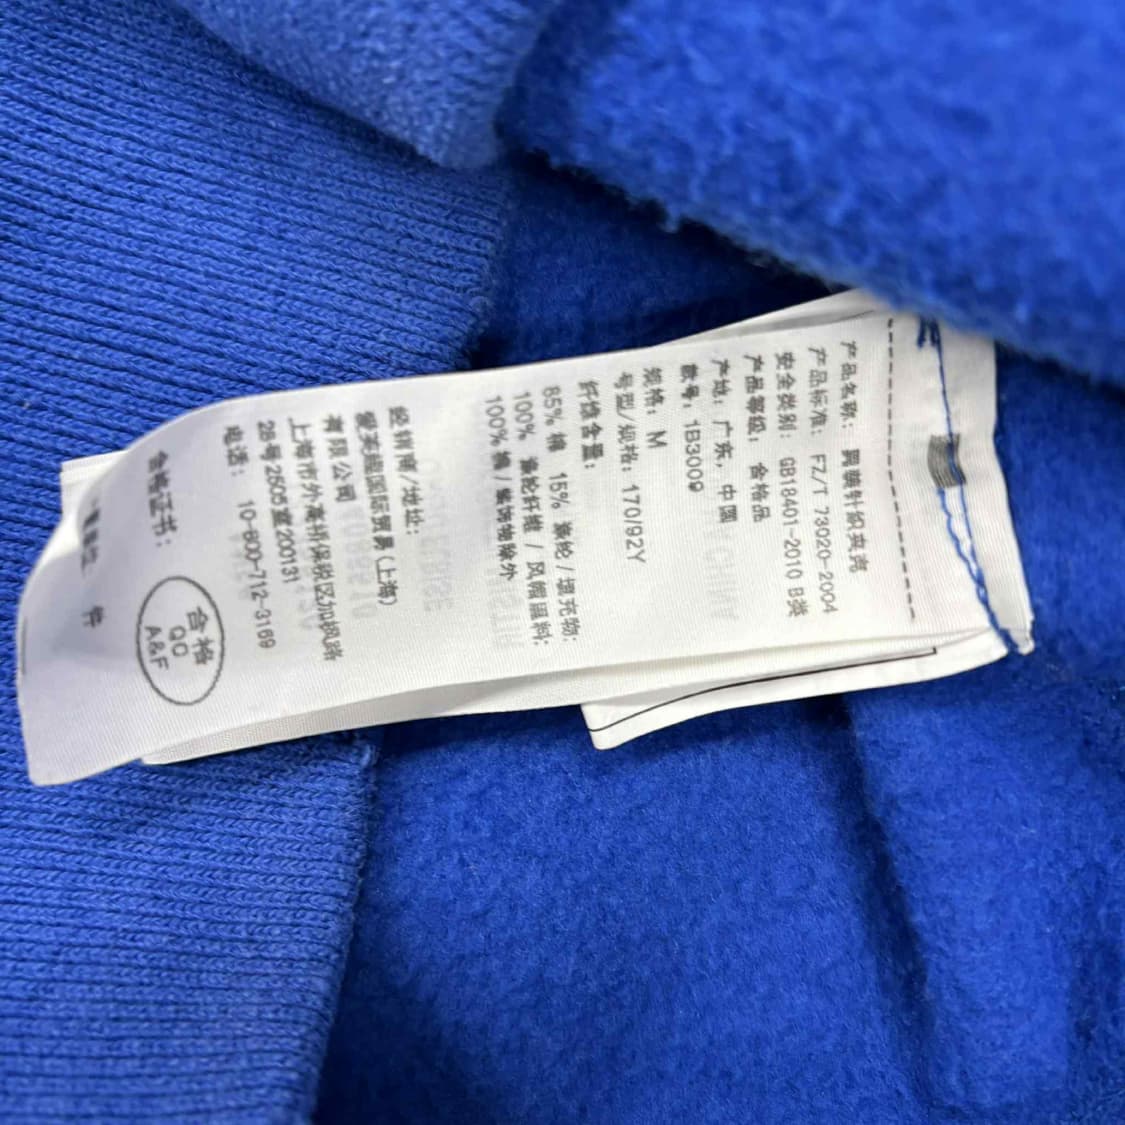 产品名称: 男装针织夹克
产品标准: FZ/T 73020-2004
安全类别: GB18401-2010 B类
产品等级: 合格品
产地: 广东, 中国
款号: 1B3009
规格: M
号型/规格: 170/92Y
纤维含量:
85% 棉 15% 涤纶/填充物:
100% 涤纶纤维/风帽里料:
100%棉/装饰物除外
经销商/地址:
爱芙趣国际贸易(上海)
有限公司
上海市外高桥保税区加枫路
28号2505室200131
电话: 10-800-712-3169
合格证书:
合格
QC
A&F
件